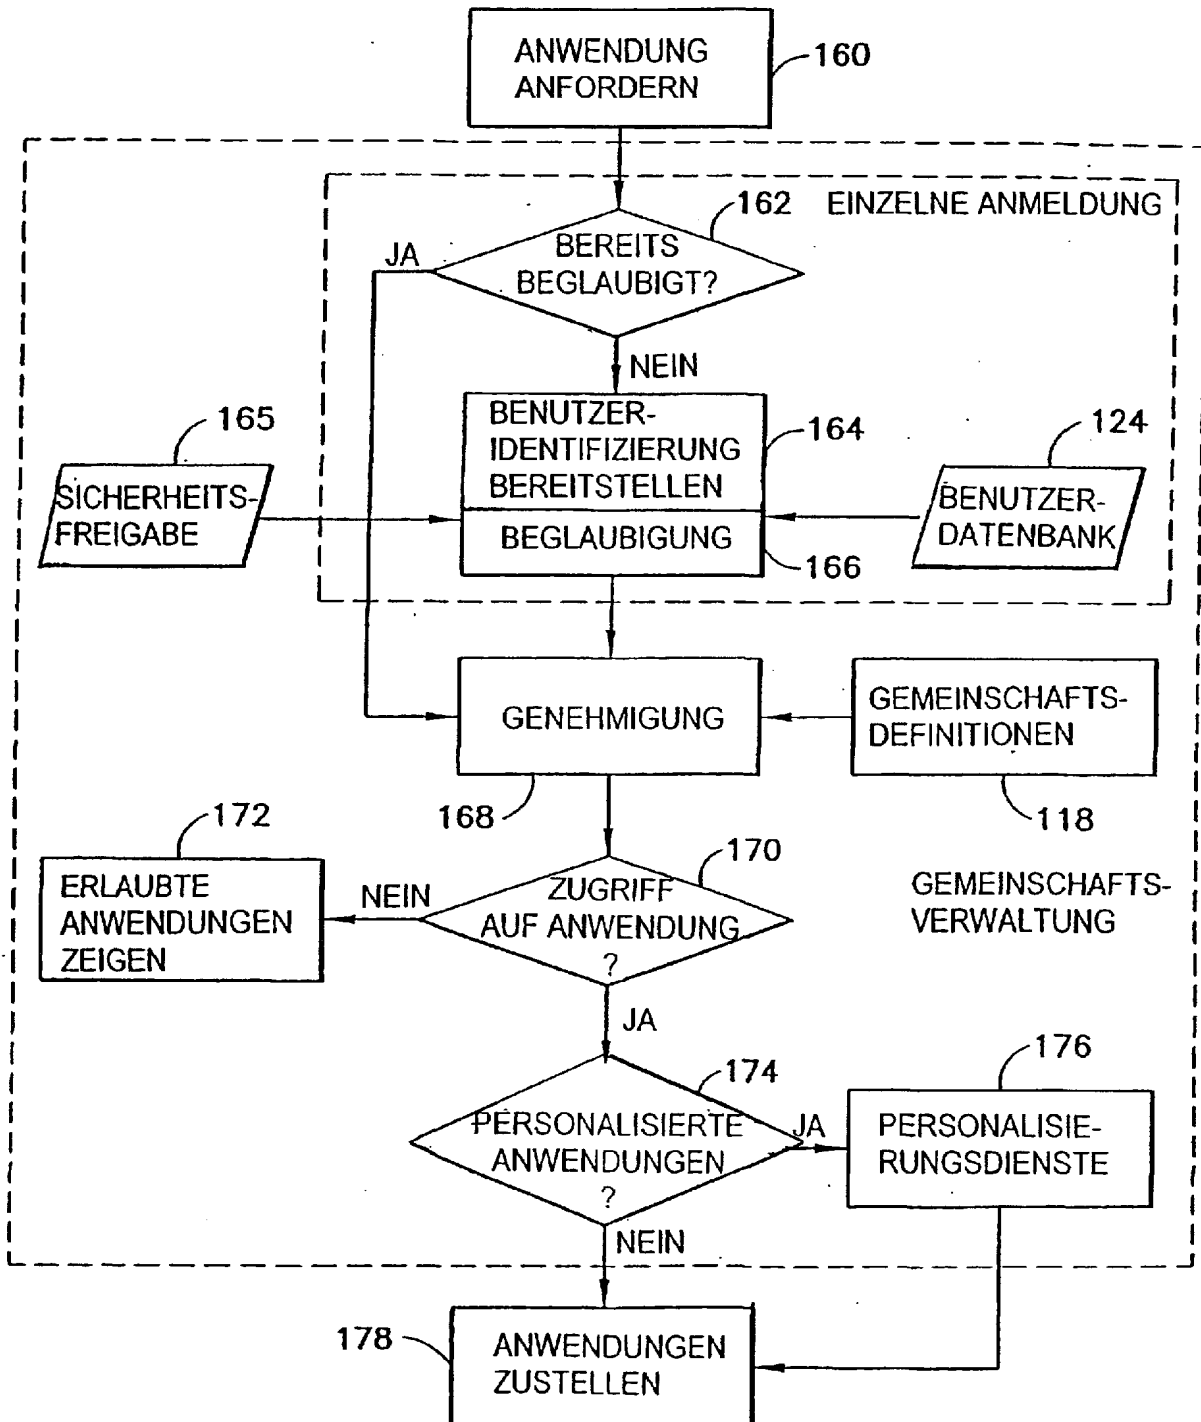 ANWENDUNG
ANFORDERN
160
162
EINZELNE ANMELDUNG
BEREITS
BEGLAUBIGT?
JA
NEIN
165
SICHERHEITS-
FREIGABE
BENUTZER-
IDENTIFIZIERUNG
BEREITSTELLEN
164
BEGLAUBIGUNG
166
124
BENUTZER-
DATENBANK
GENEHMIGUNG
168
GEMEINSCHAFTS-
DEFINITIONEN
118
172
ERLAUBTE
ANWENDUNGEN
ZEIGEN
NEIN
170
ZUGRIFF
AUF ANWENDUNG
?
GEMEINSCHAFTS-
VERWALTUNG
JA
174
PERSONALISIERTE
ANWENDUNGEN
?
JA
176
PERSONALISIE-
RUNGSDIENSTE
NEIN
178
ANWENDUNGEN
ZUSTELLEN